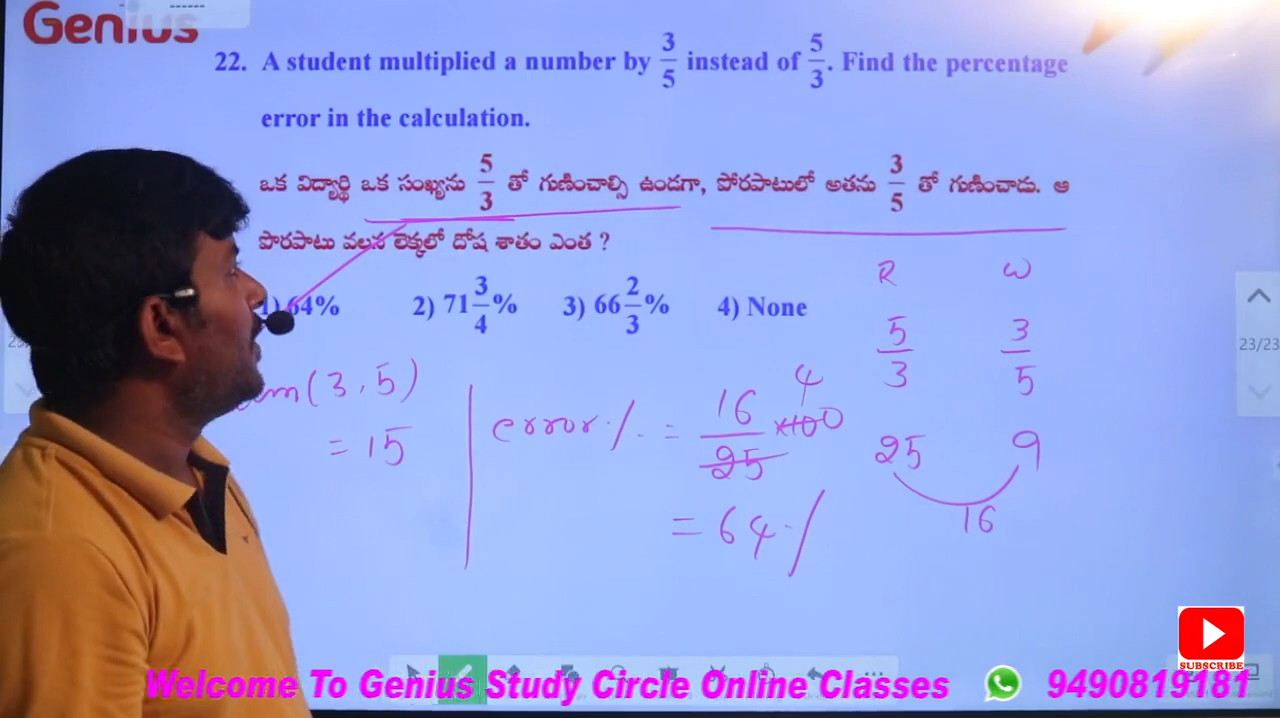 Genius
22. A student multiplied a number by 3/5 instead of 5/3. Find the percentage
error in the calculation.
ఒక విద్యార్థి ఒక సంఖ్యను 5/3 తో గుణించాల్సి ఉండగా, పోరపాటులో అతను 3/5 తో గుణించాడు. ఆ
పొరపాటు వలన లెక్కలో దోష శాతం ఎంత ?
1) 64% 2) 71 3/4% 3) 66 2/3% 4) None
R W
5/3 3/5
(3, 5)
= 15
error % = 16/25 ×100 4
= 64%
25 9
16
23/23
SUBSCRIBE
Welcome To Genius Study Circle Online Classes 9490819181